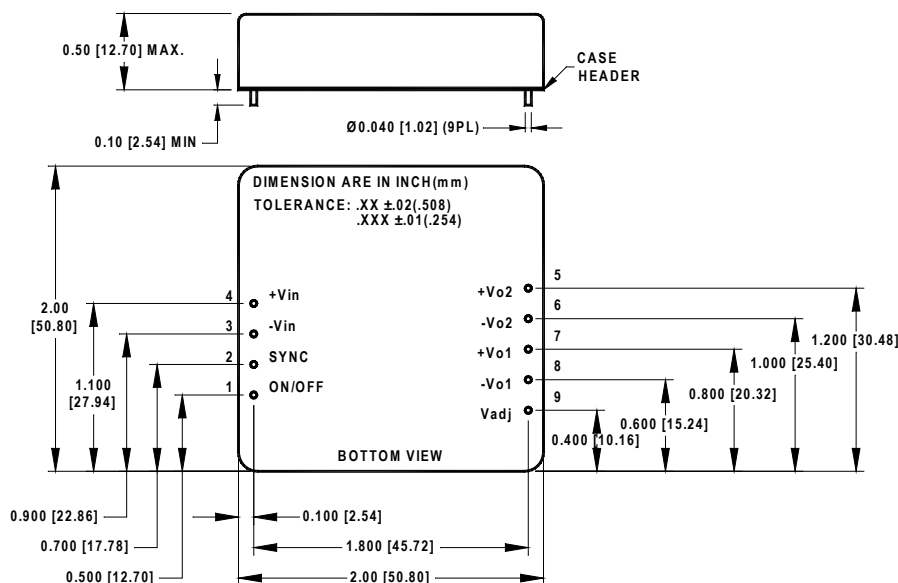 0.50 [12.70] MAX.
CASE
HEADER
0.10 [2.54] MIN
Ø0.040 [1.02] (9PL)
DIMENSION ARE IN INCH(mm)
TOLERANCE: .XX ±.02(.508)
.XXX ±.01(.254)
2.00
[50.80]
1.100
[27.94]
4 +Vin
3 -Vin
2 SYNC
1 ON/OFF
+Vo2 5
-Vo2 6
+Vo1 7
-Vo1 8
Vadj 9
1.200 [30.48]
1.000 [25.40]
0.800 [20.32]
0.600 [15.24]
0.400 [10.16]
BOTTOM VIEW
0.900 [22.86]
0.700 [17.78]
0.500 [12.70]
0.100 [2.54]
1.800 [45.72]
2.00 [50.80]